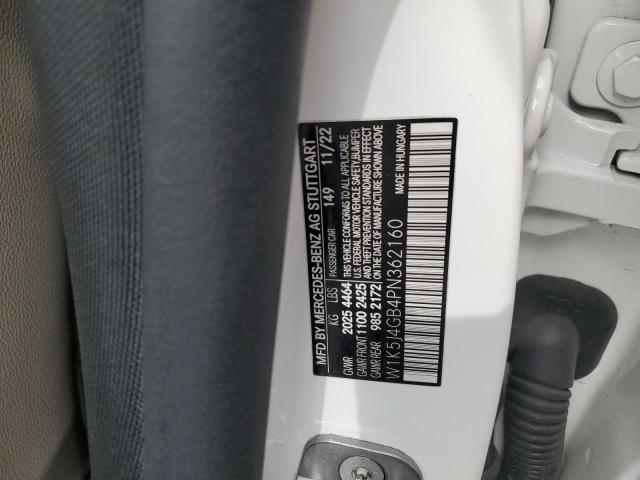 MFD BY MERCEDES-BENZ AG STUTTGART
PASSENGER CAR 149 11/22
KG LBS
GVWR 2025 4464
GAWR FRONT 1100 2425
GAWR REAR 985 2172
THIS VEHICLE CONFORMS TO ALL APPLICABLE
U.S. FEDERAL MOTOR VEHICLE SAFETY, BUMPER
AND THEFT PREVENTION STANDARDS IN EFFECT
ON THE DATE OF MANUFACTURE SHOWN ABOVE
W1K5J4GB4PN362160
MADE IN HUNGARY
TOP